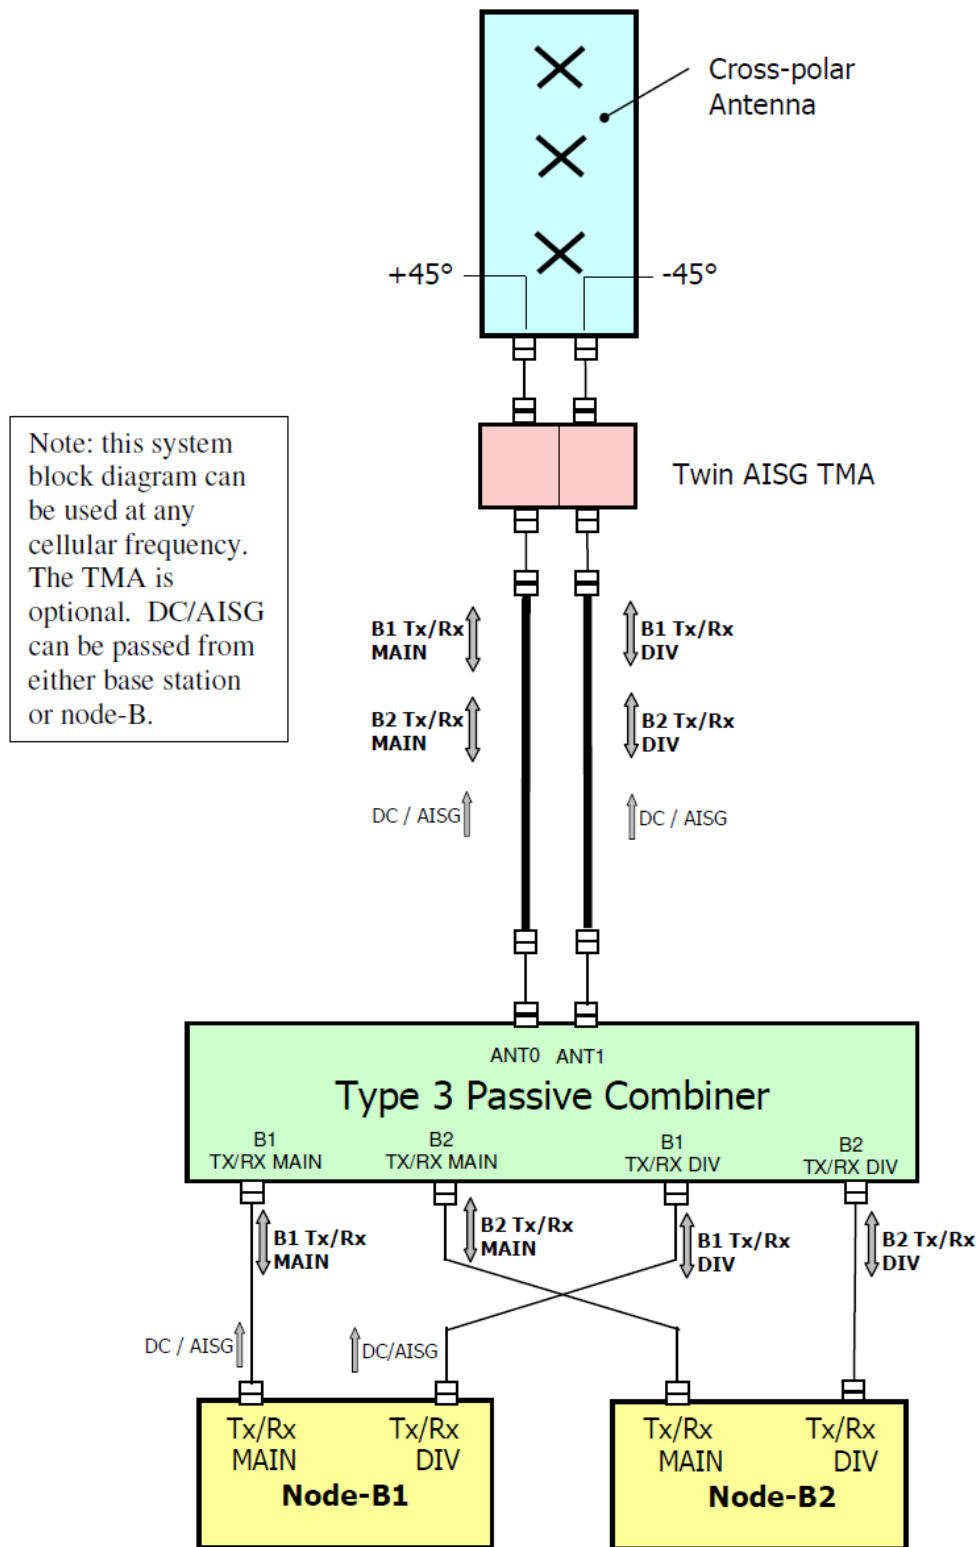 Cross-polar
Antenna
+45°
-45°
Note: this system
block diagram can
be used at any
cellular frequency.
The TMA is
optional.  DC/AISG
can be passed from
either base station
or node-B.
Twin AISG TMA
B1 Tx/Rx
MAIN
B1 Tx/Rx
DIV
B2 Tx/Rx
MAIN
B2 Tx/Rx
DIV
DC / AISG
DC / AISG
ANT0 ANT1
Type 3 Passive Combiner
B1
TX/RX MAIN
B2
TX/RX MAIN
B1
TX/RX DIV
B2
TX/RX DIV
B1 Tx/Rx
MAIN
B2 Tx/Rx
MAIN
B1 Tx/Rx
DIV
B2 Tx/Rx
DIV
DC / AISG
DC/AISG
Tx/Rx
MAIN
Tx/Rx
DIV
Node-B1
Tx/Rx
MAIN
Tx/Rx
DIV
Node-B2